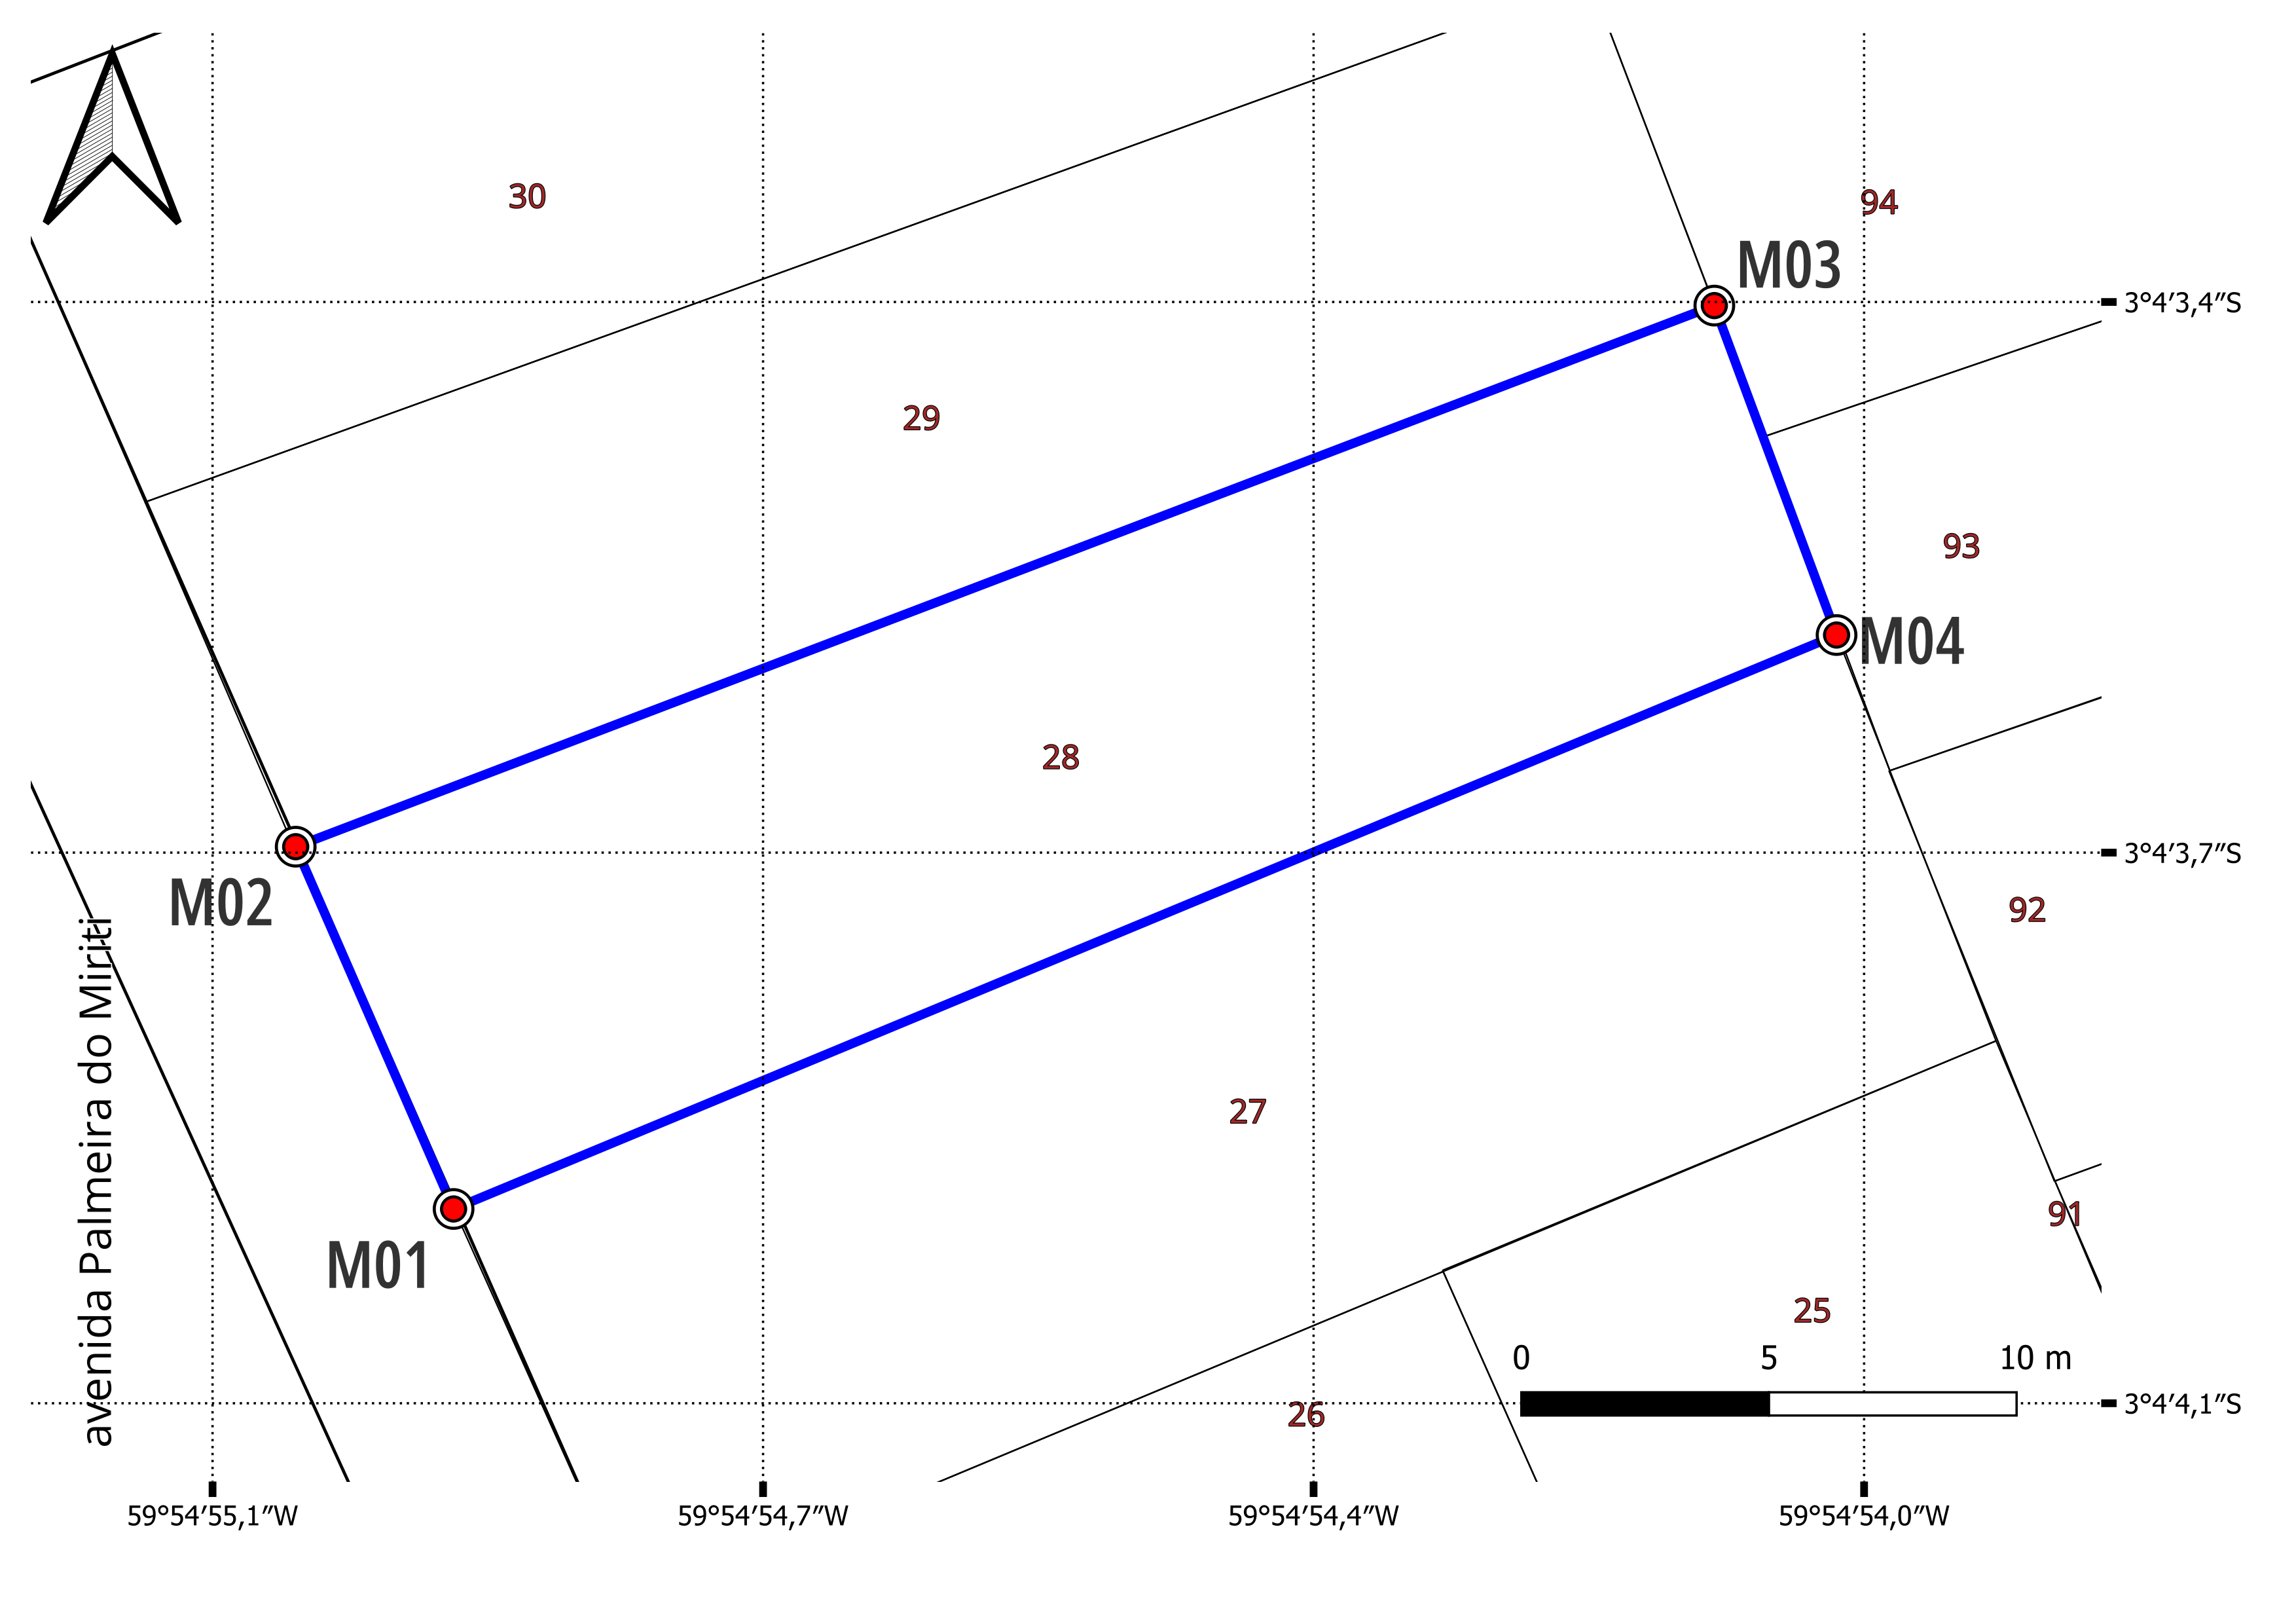 30
94
M03
3°4′3,4″S
29
93
M04
28
3°4′3,7″S
M02
92
avenida Palmeira do Miriti
27
91
M01
25
0 5 10 m
26
3°4′4,1″S
59°54′55,1″W 59°54′54,7″W 59°54′54,4″W 59°54′54,0″W